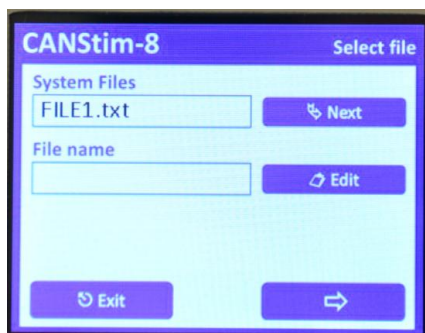 CANStim-8
Select file
System Files
FILE1.txt
Next
File name
Edit
Exit